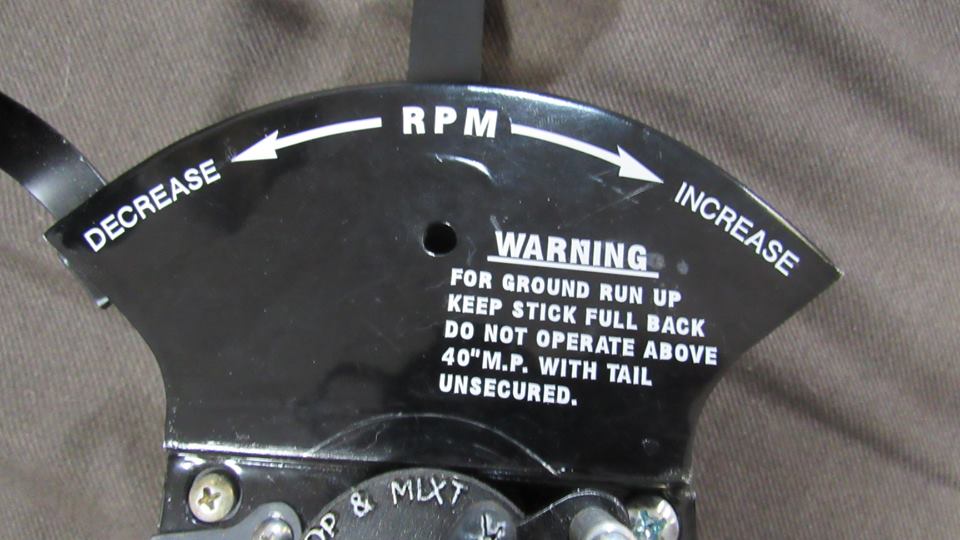 RPM
DECREASE
INCREASE
WARNING
FOR GROUND RUN UP
KEEP STICK FULL BACK
DO NOT OPERATE ABOVE
40"M.P. WITH TAIL
UNSECURED.
& MIXT